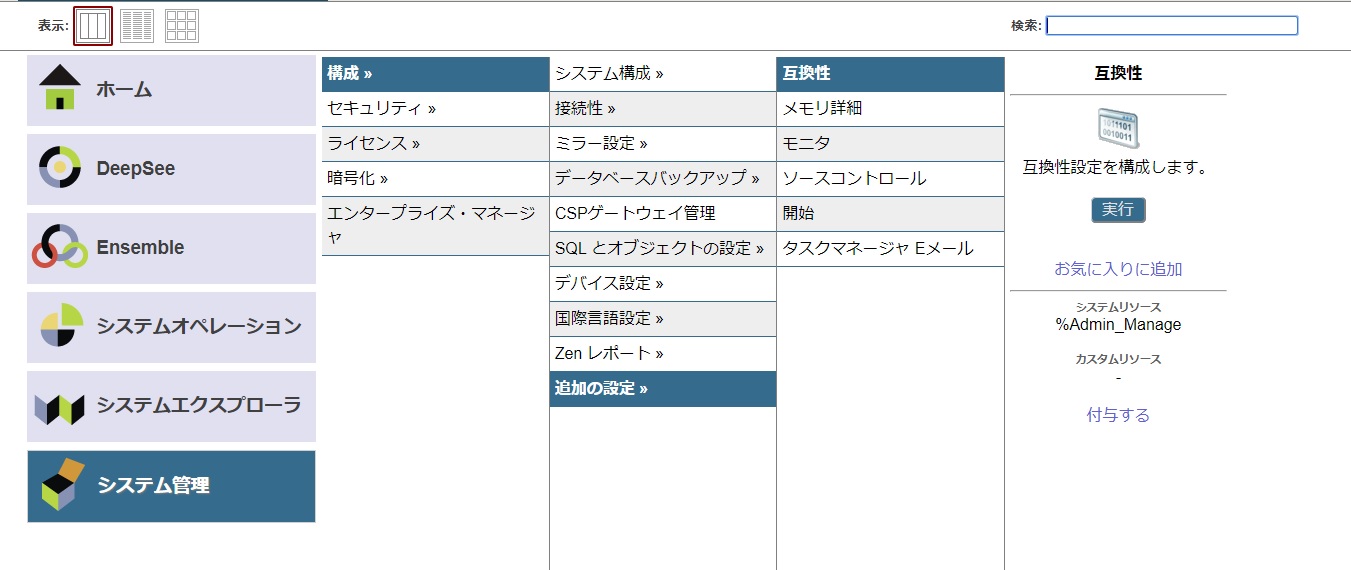 表示:
検索:
ホーム
DeepSee
Ensemble
システムオペレーション
システムエクスプローラ
システム管理
構成 »
セキュリティ »
ライセンス »
暗号化 »
エンタープライズ・マネージ
ャ
システム構成 »
接続性 »
ミラー設定 »
データベースバックアップ »
CSPゲートウェイ管理
SQL とオブジェクトの設定 »
デバイス設定 »
国際言語設定 »
Zen レポート »
追加の設定 »
互換性
メモリ詳細
モニタ
ソースコントロール
開始
タスクマネージャ Eメール
互換性
1011101
0010011
互換性設定を構成します。
実行
お気に入りに追加
システムリソース
%Admin_Manage
カスタムリソース
-
付与する